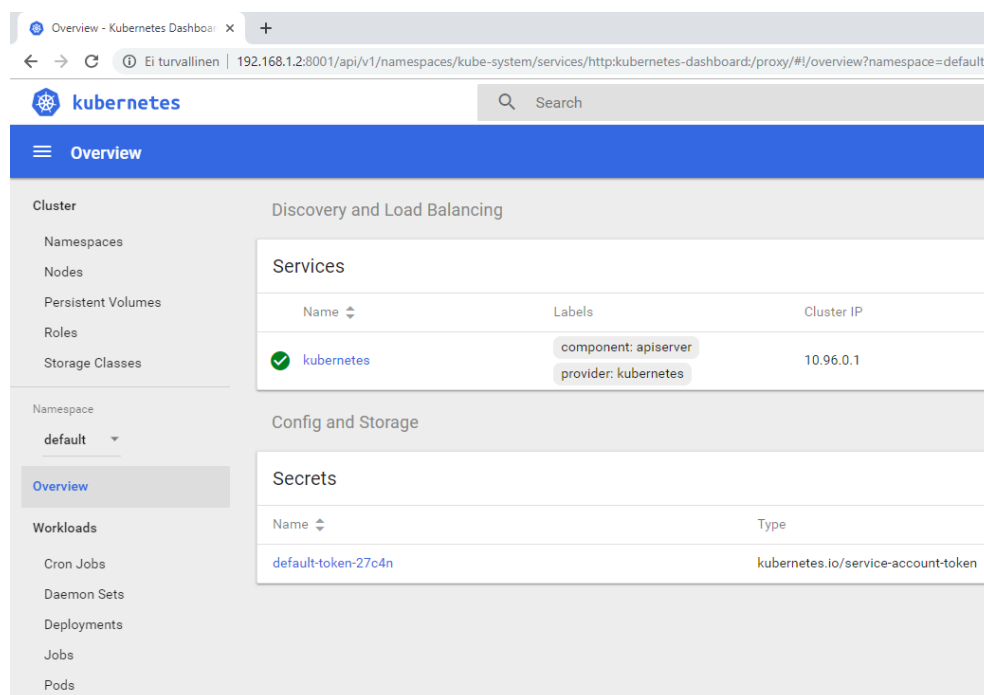 Overview - Kubernetes Dashboar
Ei turvallinen | 192.168.1.2:8001/api/v1/namespaces/kube-system/services/http:kubernetes-dashboard:/proxy/#!/overview?namespace=default
kubernetes
Search
Overview
Cluster
Namespaces
Nodes
Persistent Volumes
Roles
Storage Classes
Namespace
default
Overview
Workloads
Cron Jobs
Daemon Sets
Deployments
Jobs
Pods
Discovery and Load Balancing
Services
Name Labels Cluster IP
kubernetes component: apiserver 10.96.0.1
provider: kubernetes
Config and Storage
Secrets
Name Type
default-token-27c4n kubernetes.io/service-account-token